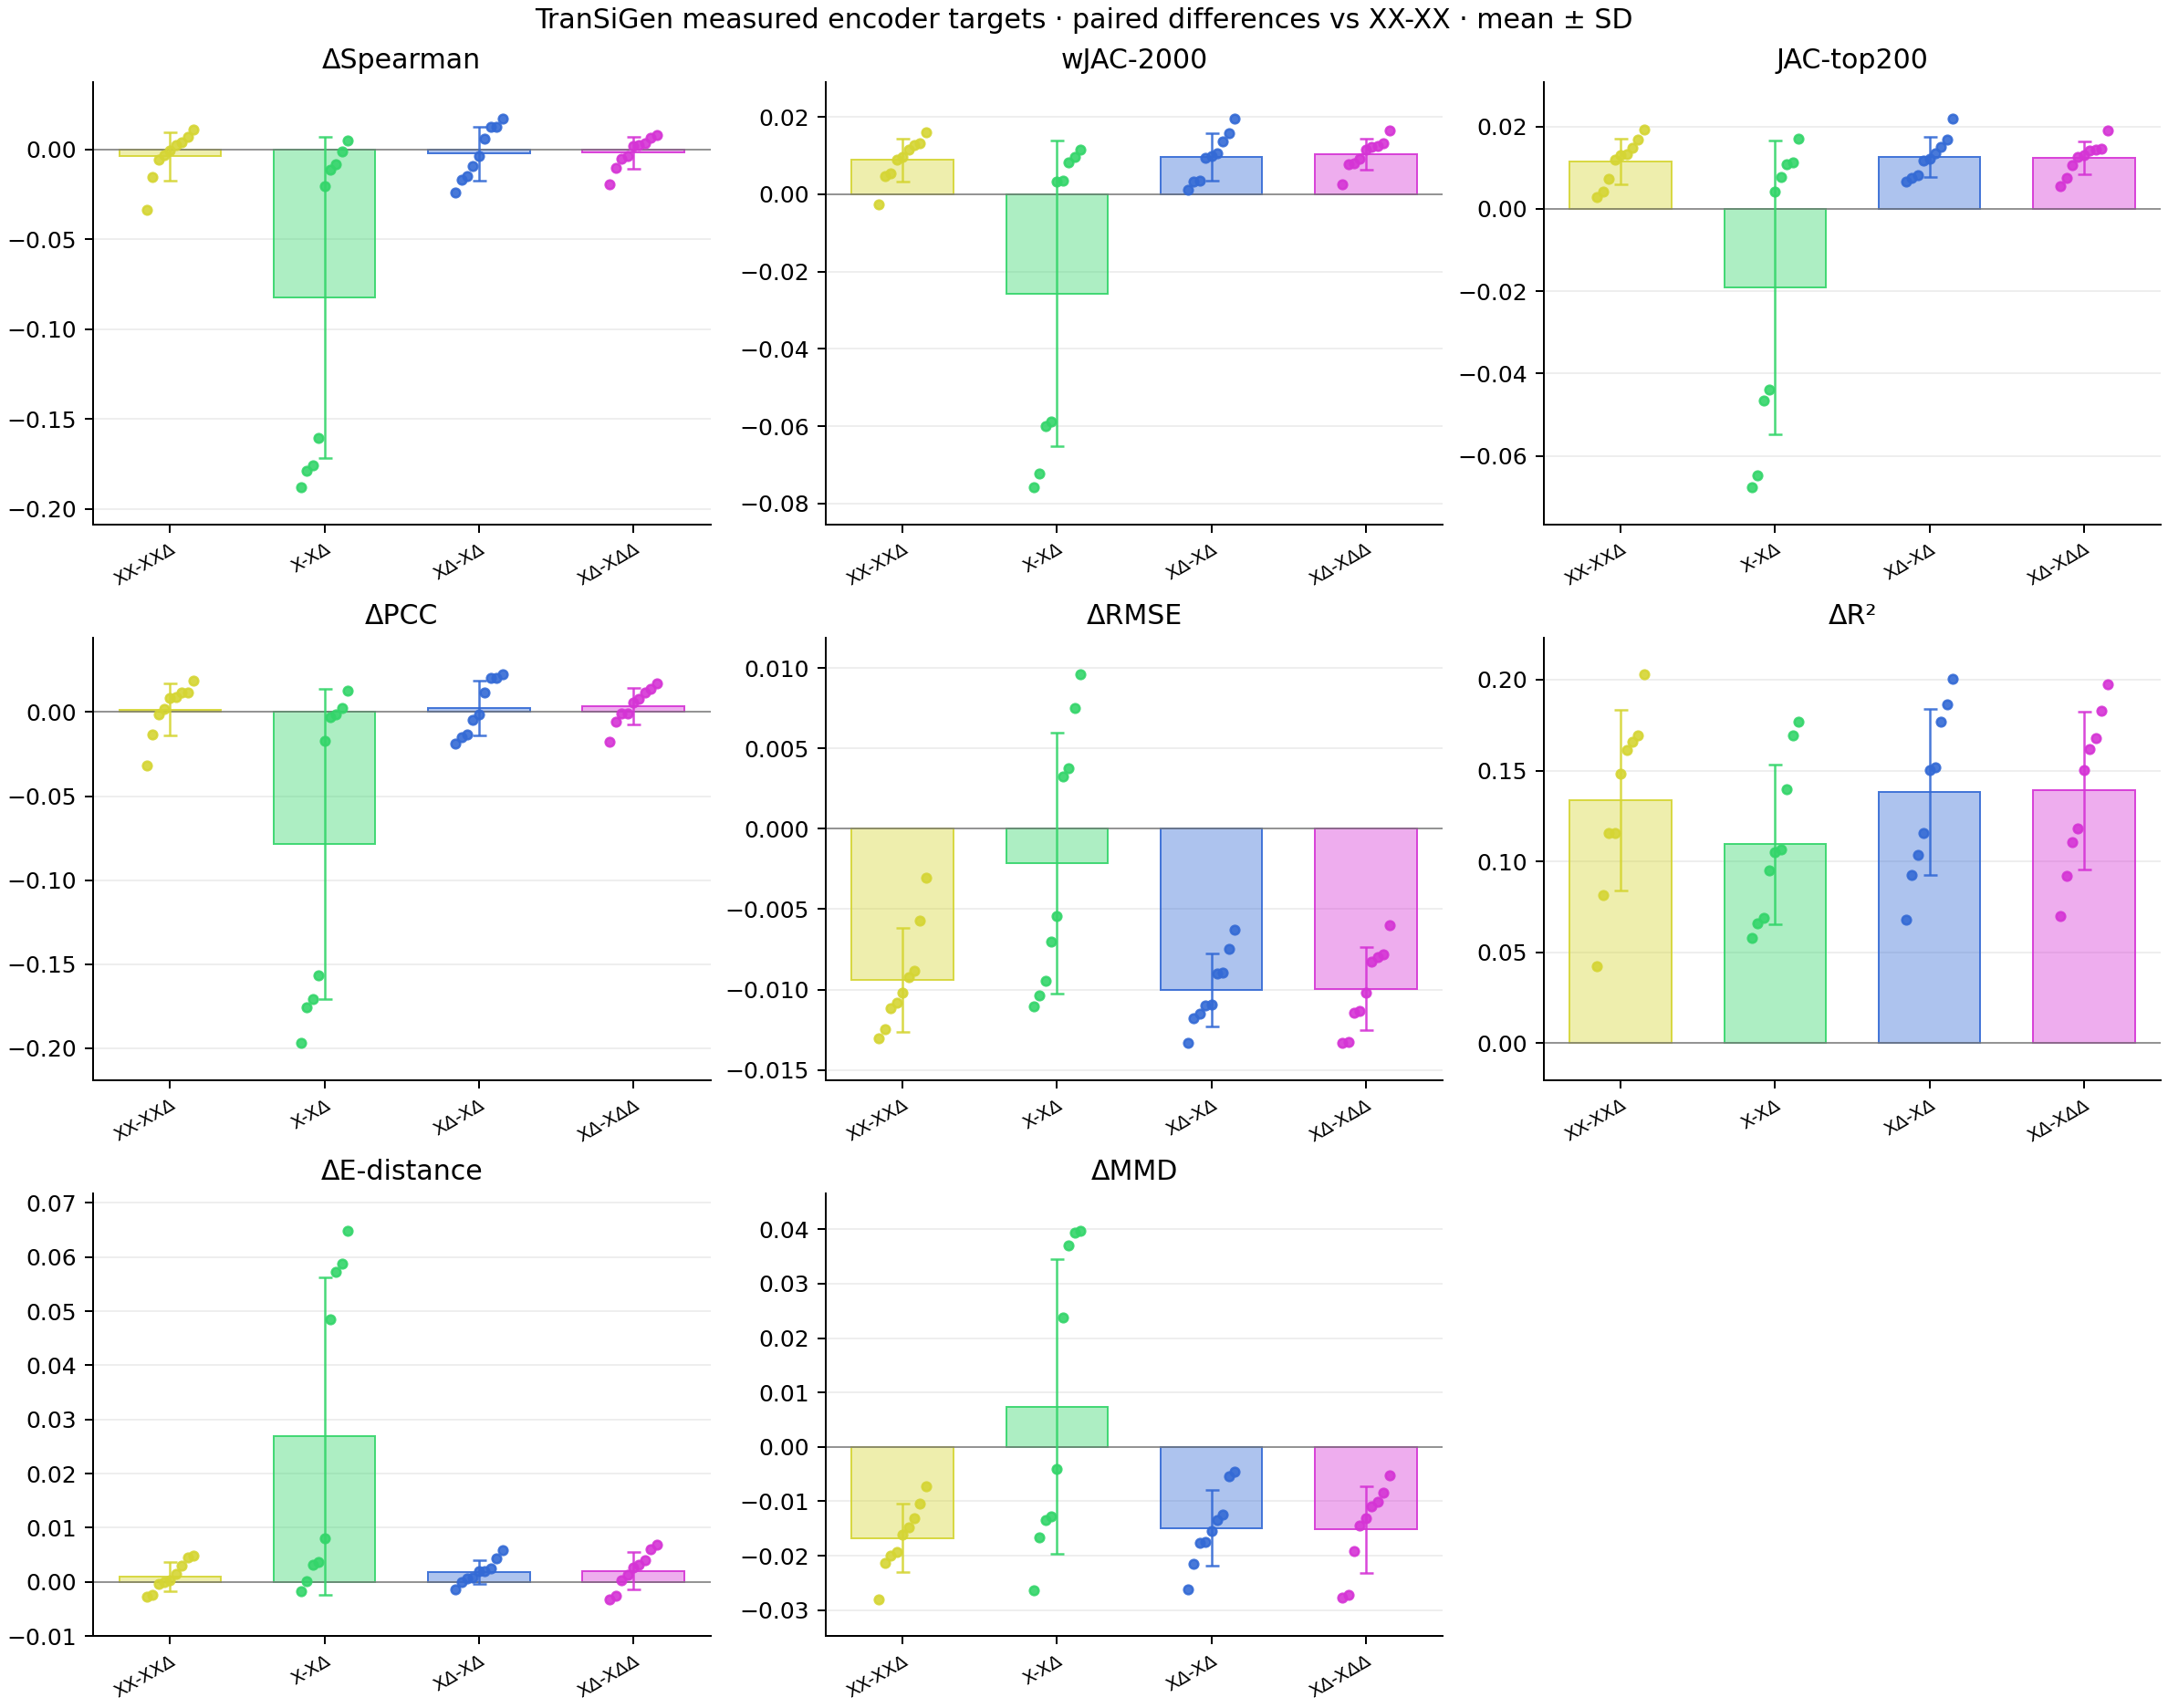 TranSiGen measured encoder targets · paired differences vs XX-XX · mean ± SD
ΔSpearman
0.00
−0.05
−0.10
−0.15
−0.20
XX-XXΔ
X-XΔ
XΔ-XΔ
XΔ-XΔΔ
wJAC-2000
0.02
0.00
−0.02
−0.04
−0.06
−0.08
XX-XXΔ
X-XΔ
XΔ-XΔ
XΔ-XΔΔ
JAC-top200
0.02
0.00
−0.02
−0.04
−0.06
XX-XXΔ
X-XΔ
XΔ-XΔ
XΔ-XΔΔ
ΔPCC
0.00
−0.05
−0.10
−0.15
−0.20
XX-XXΔ
X-XΔ
XΔ-XΔ
XΔ-XΔΔ
ΔRMSE
0.010
0.005
0.000
−0.005
−0.010
−0.015
XX-XXΔ
X-XΔ
XΔ-XΔ
XΔ-XΔΔ
ΔR²
0.20
0.15
0.10
0.05
0.00
XX-XXΔ
X-XΔ
XΔ-XΔ
XΔ-XΔΔ
ΔE-distance
0.07
0.06
0.05
0.04
0.03
0.02
0.01
0.00
−0.01
XX-XXΔ
X-XΔ
XΔ-XΔ
XΔ-XΔΔ
ΔMMD
0.04
0.03
0.02
0.01
0.00
−0.01
−0.02
−0.03
XX-XXΔ
X-XΔ
XΔ-XΔ
XΔ-XΔΔ